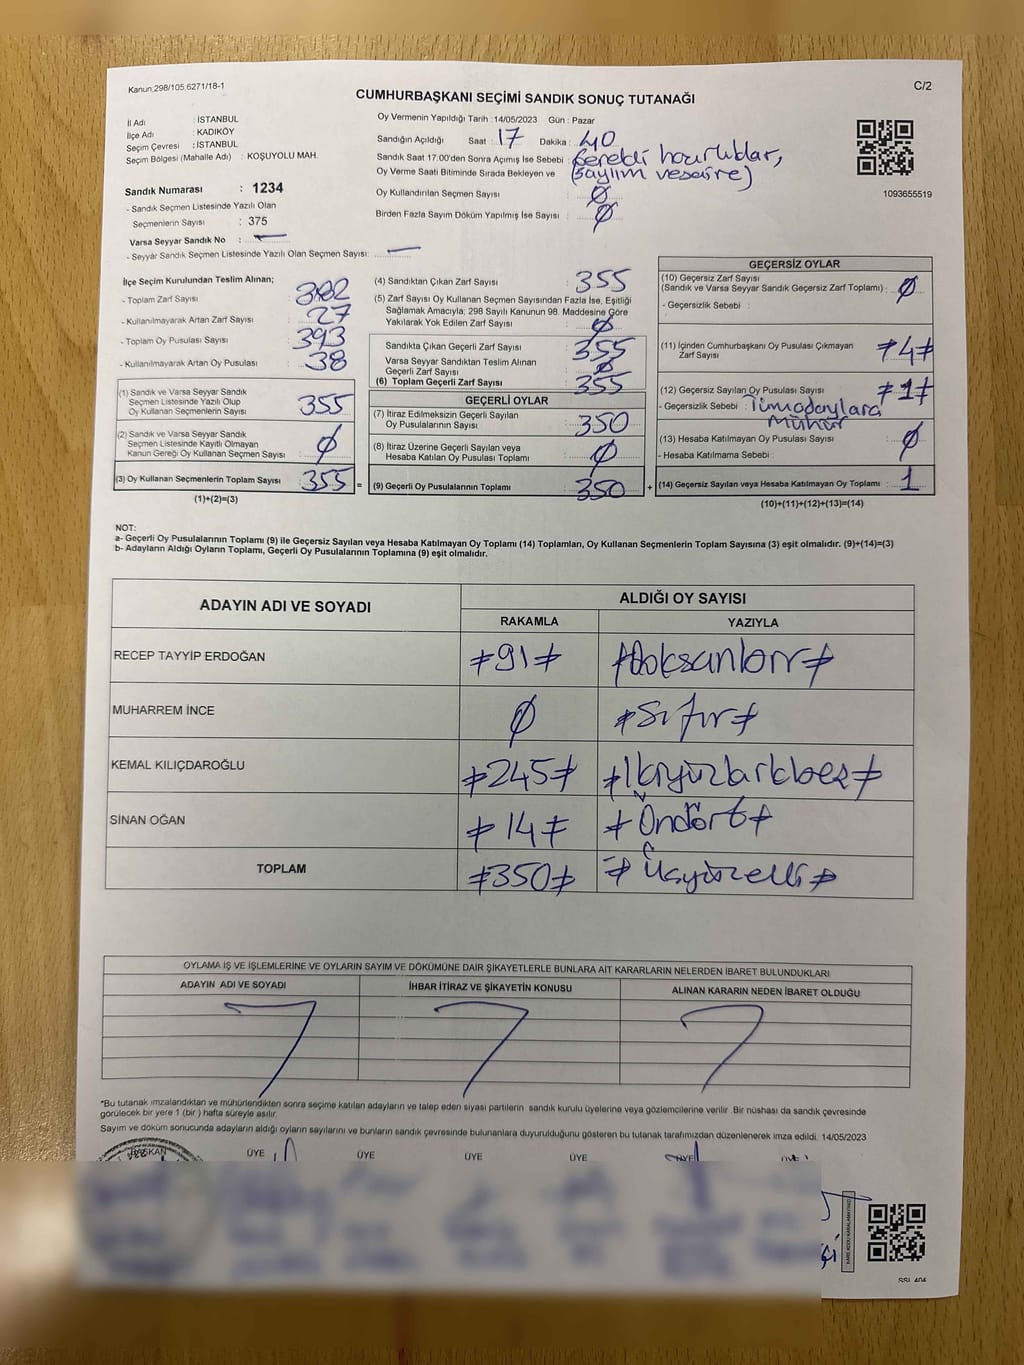 Kanun;298/105,6271/18-1
C/2
CUMHURBAŞKANI SEÇİMİ SANDIK SONUÇ TUTANAĞI
İl Adı : İSTANBUL
İlçe Adı : KADIKÖY
Seçim Çevresi : İSTANBUL
Seçim Bölgesi (Mahalle Adı) : KOŞUYOLU MAH.
Sandık Numarası : 1234
- Sandık Seçmen Listesinde Yazılı Olan
Seçmenlerin Sayısı : 375
Varsa Seyyar Sandık No : —
- Seyyar Sandık Seçmen Listesinde Yazılı Olan Seçmen Sayısı: —
Oy Vermenin Yapıldığı Tarih : 14/05/2023 Gün : Pazar
Sandığın Açıldığı Saat : 17 Dakika : 40
Sandık Saat 17.00'den Sonra Açımış İse Sebebi : Gerekli hazırlıklar,
Oy Verme Saati Bitiminde Sırada Bekleyen ve (sayım vesaire)
Oy Kullandırılan Seçmen Sayısı : 0
Birden Fazla Sayım Döküm Yapılmış İse Sayısı : 0
1093655519
İlçe Seçim Kurulundan Teslim Alınan;
- Toplam Zarf Sayısı : 382
- Kullanılmayarak Artan Zarf Sayısı : 27
- Toplam Oy Pusulası Sayısı : 393
- Kullanılmayarak Artan Oy Pusulası : 38
(1) Sandık ve Varsa Seyyar Sandık
Seçmen Listesinde Yazılı Olup
Oy Kullanan Seçmenlerin Sayısı : 355
(2) Sandık ve Varsa Seyyar Sandık
Seçmen Listesinde Kayıtlı Olmayan
Kanun Gereği Oy Kullanan Seçmen Sayısı : 0
(3) Oy Kullanan Seçmenlerin Toplam Sayısı : 355 =
(1)+(2)=(3)
(4) Sandıktan Çıkan Zarf Sayısı : 355
(5) Zarf Sayısı Oy Kullanan Seçmen Sayısından Fazla İse, Eşitliği
Sağlamak Amacıyla; 298 Sayılı Kanunun 98. Maddesine Göre
Yakılarak Yok Edilen Zarf Sayısı : 0
Sandıkta Çıkan Geçerli Zarf Sayısı : 355
Varsa Seyyar Sandıktan Teslim Alınan
Geçerli Zarf Sayısı : 0
(6) Toplam Geçerli Zarf Sayısı : 355
GEÇERLİ OYLAR
(7) İtiraz Edilmeksizin Geçerli Sayılan
Oy Pusulalarının Sayısı : 350
(8) İtiraz Üzerine Geçerli Sayılan veya
Hesaba Katılan Oy Pusulası Toplamı : 0
(9) Geçerli Oy Pusulalarının Toplamı : 350 +
GEÇERSİZ OYLAR
(10) Geçersiz Zarf Sayısı
(Sandık ve Varsa Seyyar Sandık Geçersiz Zarf Toplamı) : 0
- Geçersizlik Sebebi :
(11) İçinden Cumhurbaşkanı Oy Pusulası Çıkmayan
Zarf Sayısı ≠4≠
(12) Geçersiz Sayılan Oy Pusulası Sayısı : ≠1≠
- Geçersizlik Sebebi : Tüm adaylara
Mühür
(13) Hesaba Katılmayan Oy Pusulası Sayısı : 0
- Hesaba Katılmama Sebebi :
(14) Geçersiz Sayılan veya Hesaba Katılmayan Oy Toplamı : 1
(10)+(11)+(12)+(13)=(14)
NOT:
a- Geçerli Oy Pusulalarının Toplamı (9) ile Geçersiz Sayılan veya Hesaba Katılmayan Oy Toplamı (14) Toplamları, Oy Kullanan Seçmenlerin Toplam Sayısına (3) eşit olmalıdır. (9)+(14)=(3)
b- Adayların Aldığı Oyların Toplamı, Geçerli Oy Pusulalarının Toplamına (9) eşit olmalıdır.
ADAYIN ADI VE SOYADI
ALDIĞI OY SAYISI
RAKAMLA YAZIYLA
RECEP TAYYİP ERDOĞAN ≠91≠ ≠Doksanbir≠
MUHARREM İNCE 0 ≠Sıfır≠
KEMAL KILIÇDAROĞLU ≠245≠ ≠İkiyüzkırkbeş≠
SİNAN OĞAN ≠14≠ ≠Ondört≠
TOPLAM ≠350≠ ≠Üçyüzelli≠
OYLAMA İŞ VE İŞLEMLERİNE VE OYLARIN SAYIM VE DÖKÜMÜNE DAİR ŞİKAYETLERLE BUNLARA AİT KARARLARIN NELERDEN İBARET BULUNDUKLARI
ADAYIN ADI VE SOYADI İHBAR İTİRAZ VE ŞİKAYETİN KONUSU ALINAN KARARIN NEDEN İBARET OLDUĞU
*Bu tutanak imzalandıktan ve mühürlendikten sonra seçime katılan adayların ve talep eden siyasi partilerin sandık kurulu üyelerine veya gözlemcilerine verilir .Bir nüshası da sandık çevresinde
görülecek bir yere 1 (bir ) hafta süreyle asılır.
Sayım ve döküm sonucunda adayların aldığı oyların sayılarını ve bunların sandık çevresinde bulunanlara duyurulduğunu gösteren bu tutanak tarafımızdan düzenlenerek imza edildi. 14/05/2023
BAŞKAN ÜYE ÜYE ÜYE ÜYE ÜYE ÜYE